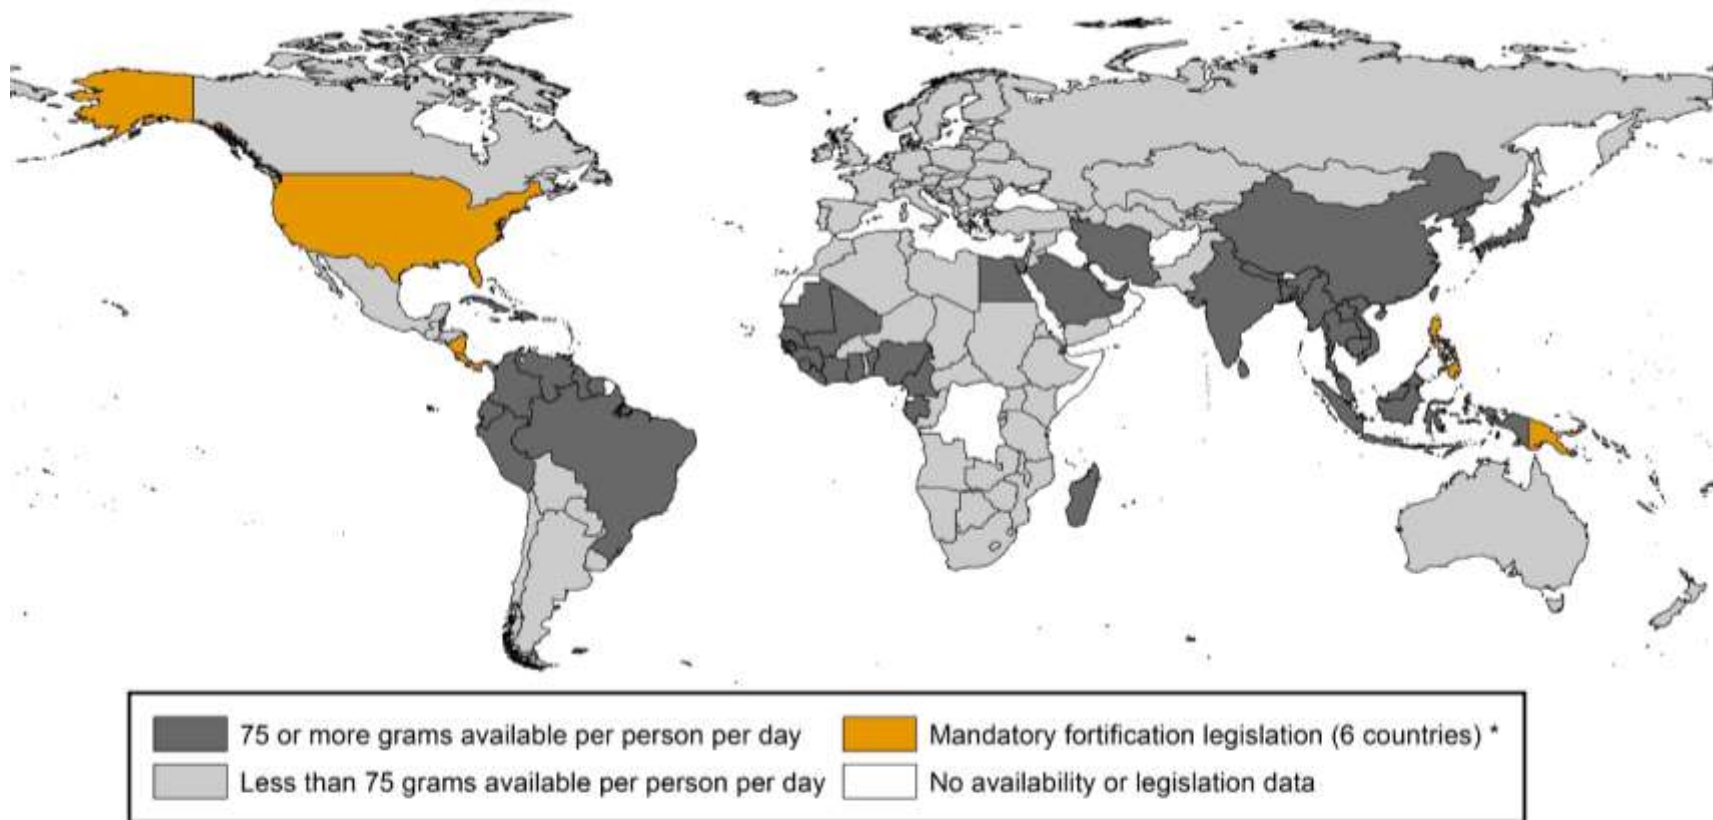 75 or more grams available per person per day
Mandatory fortification legislation (6 countries) *
Less than 75 grams available per person per day
No availability or legislation data